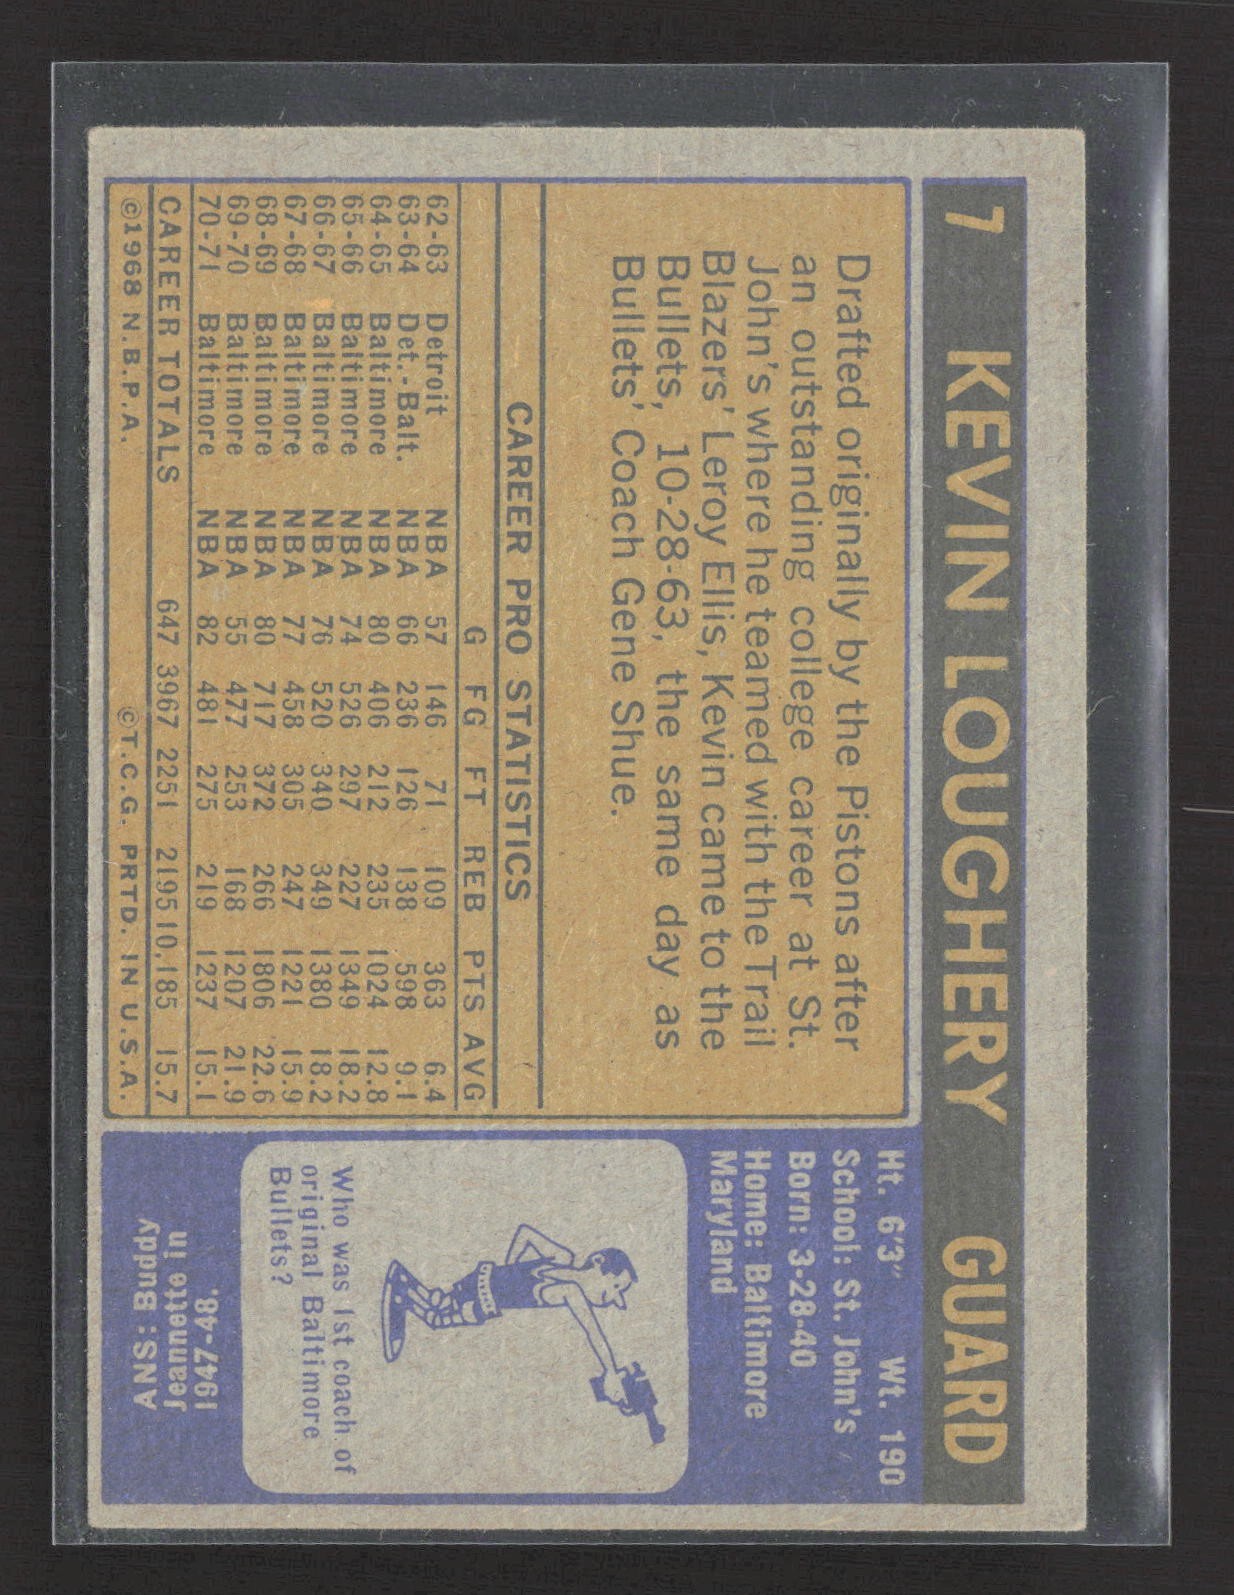 7 KEVIN LOUGHERY GUARD
Drafted originally by the Pistons after
an outstanding college career at St.
John's where he teamed with the Trail
Blazers' Leroy Ellis, Kevin came to the
Bullets, 10-28-63, the same day as
Bullets' Coach Gene Shue.
CAREER PRO STATISTICS
G FG FT REB PTS AVG
62-63 Detroit NBA 57 146 71 109 363 6.4
63-64 Det.-Balt. NBA 66 236 126 138 598 9.1
64-65 Baltimore NBA 80 406 212 235 1024 12.8
65-66 Baltimore NBA 74 526 297 227 1349 18.2
66-67 Baltimore NBA 76 520 340 349 1380 18.2
67-68 Baltimore NBA 77 458 305 247 1221 15.9
68-69 Baltimore NBA 80 717 372 266 1806 22.6
69-70 Baltimore NBA 55 477 253 168 1207 21.9
70-71 Baltimore NBA 82 481 275 219 1237 15.1
CAREER TOTALS 647 3967 2251 2195 10,185 15.7
©1968 N.B.P.A. ©T.C.G. PRTD. IN U.S.A.
Ht. 6'3" Wt. 190
School: St. John's
Born: 3-28-40
Home: Baltimore
Maryland
Who was 1st coach of
original Baltimore
Bullets?
ANS: Buddy
Jeannette in
1947-48.